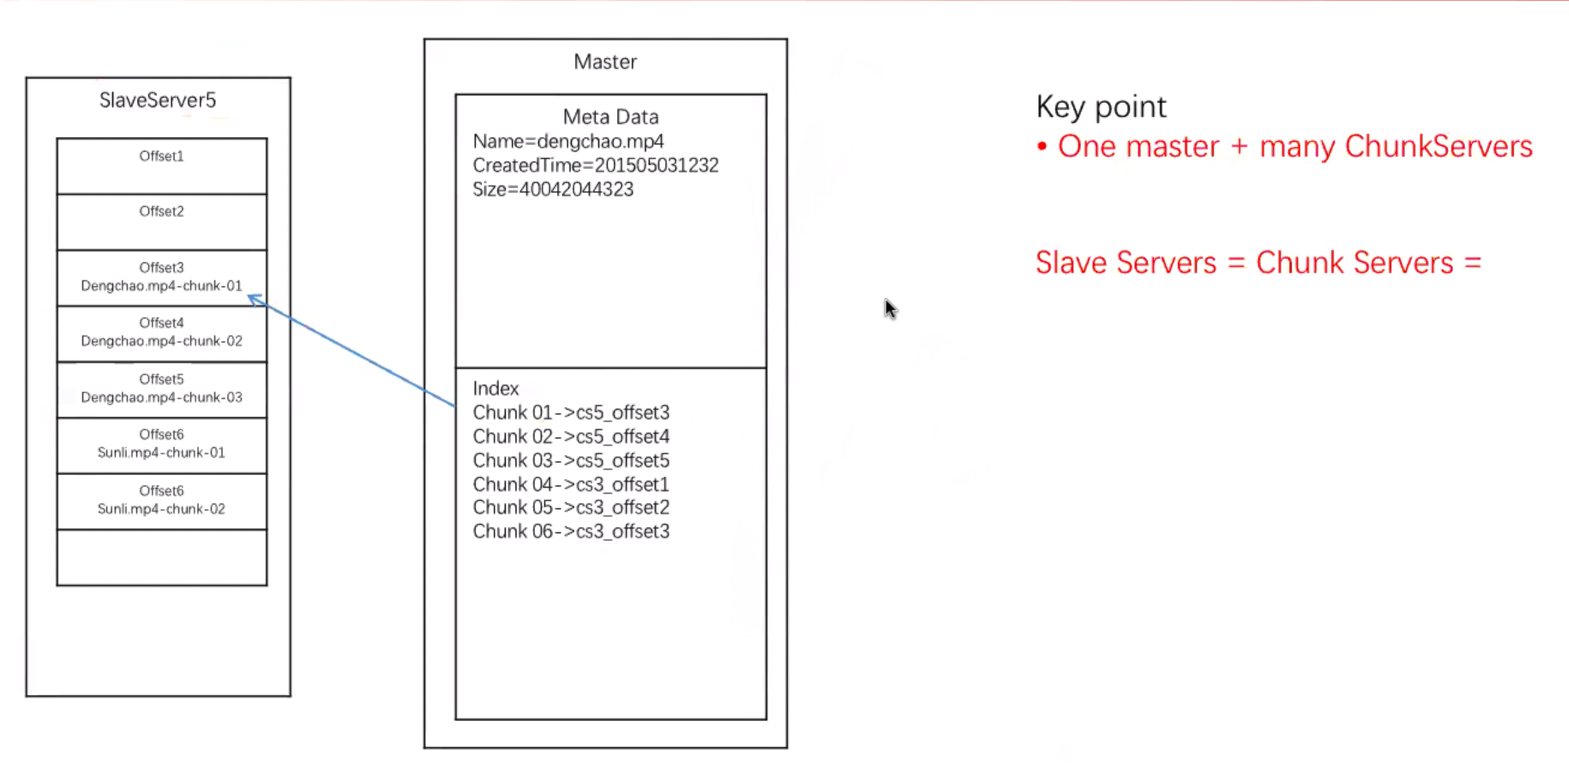 SlaveServer5
Offset1
Offset2
Offset3
Dengchao.mp4-chunk-01
Offset4
Dengchao.mp4-chunk-02
Offset5
Dengchao.mp4-chunk-03
Offset6
Sunli.mp4-chunk-01
Offset6
Sunli.mp4-chunk-02
Master
Meta Data
Name=dengchao.mp4
CreatedTime=201505031232
Size=40042044323
Index
Chunk 01->cs5_offset3
Chunk 02->cs5_offset4
Chunk 03->cs5_offset5
Chunk 04->cs3_offset1
Chunk 05->cs3_offset2
Chunk 06->cs3_offset3
Key point
• One master + many ChunkServers
Slave Servers = Chunk Servers =